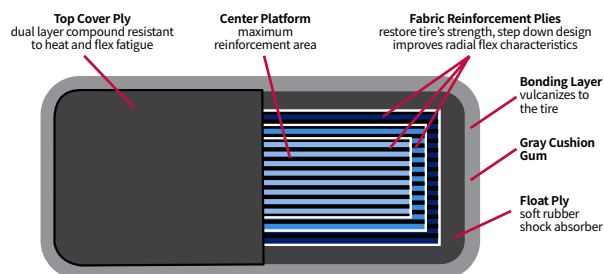 Top Cover Ply
dual layer compound resistant
to heat and flex fatigue
Center Platform
maximum
reinforcement area
Fabric Reinforcement Plies
restore tire's strength, step down design
improves radial flex characteristics
Bonding Layer
vulcanizes to
the tire
Gray Cushion
Gum
Float Ply
soft rubber
shock absorber